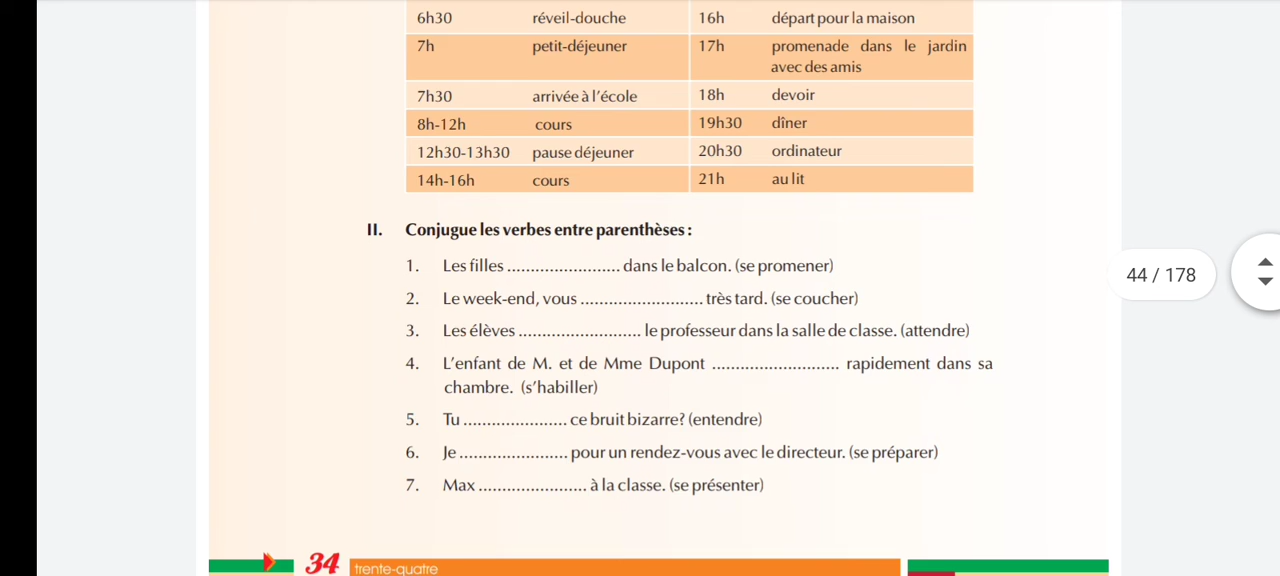 6h30 réveil-douche 16h départ pour la maison
7h petit-déjeuner 17h promenade dans le jardin
avec des amis
7h30 arrivée à l'école 18h devoir
8h-12h cours 19h30 dîner
12h30-13h30 pause déjeuner 20h30 ordinateur
14h-16h cours 21h au lit
II. Conjugue les verbes entre parenthèses :
1. Les filles ....................... dans le balcon. (se promener)
2. Le week-end, vous ......................... très tard. (se coucher)
3. Les élèves ......................... le professeur dans la salle de classe. (attendre)
4. L'enfant de M. et de Mme Dupont .......................... rapidement dans sa
chambre. (s'habiller)
5. Tu ..................... ce bruit bizarre? (entendre)
6. Je ...................... pour un rendez-vous avec le directeur. (se préparer)
7. Max ...................... à la classe. (se présenter)
44 / 178
34 trente-quatre